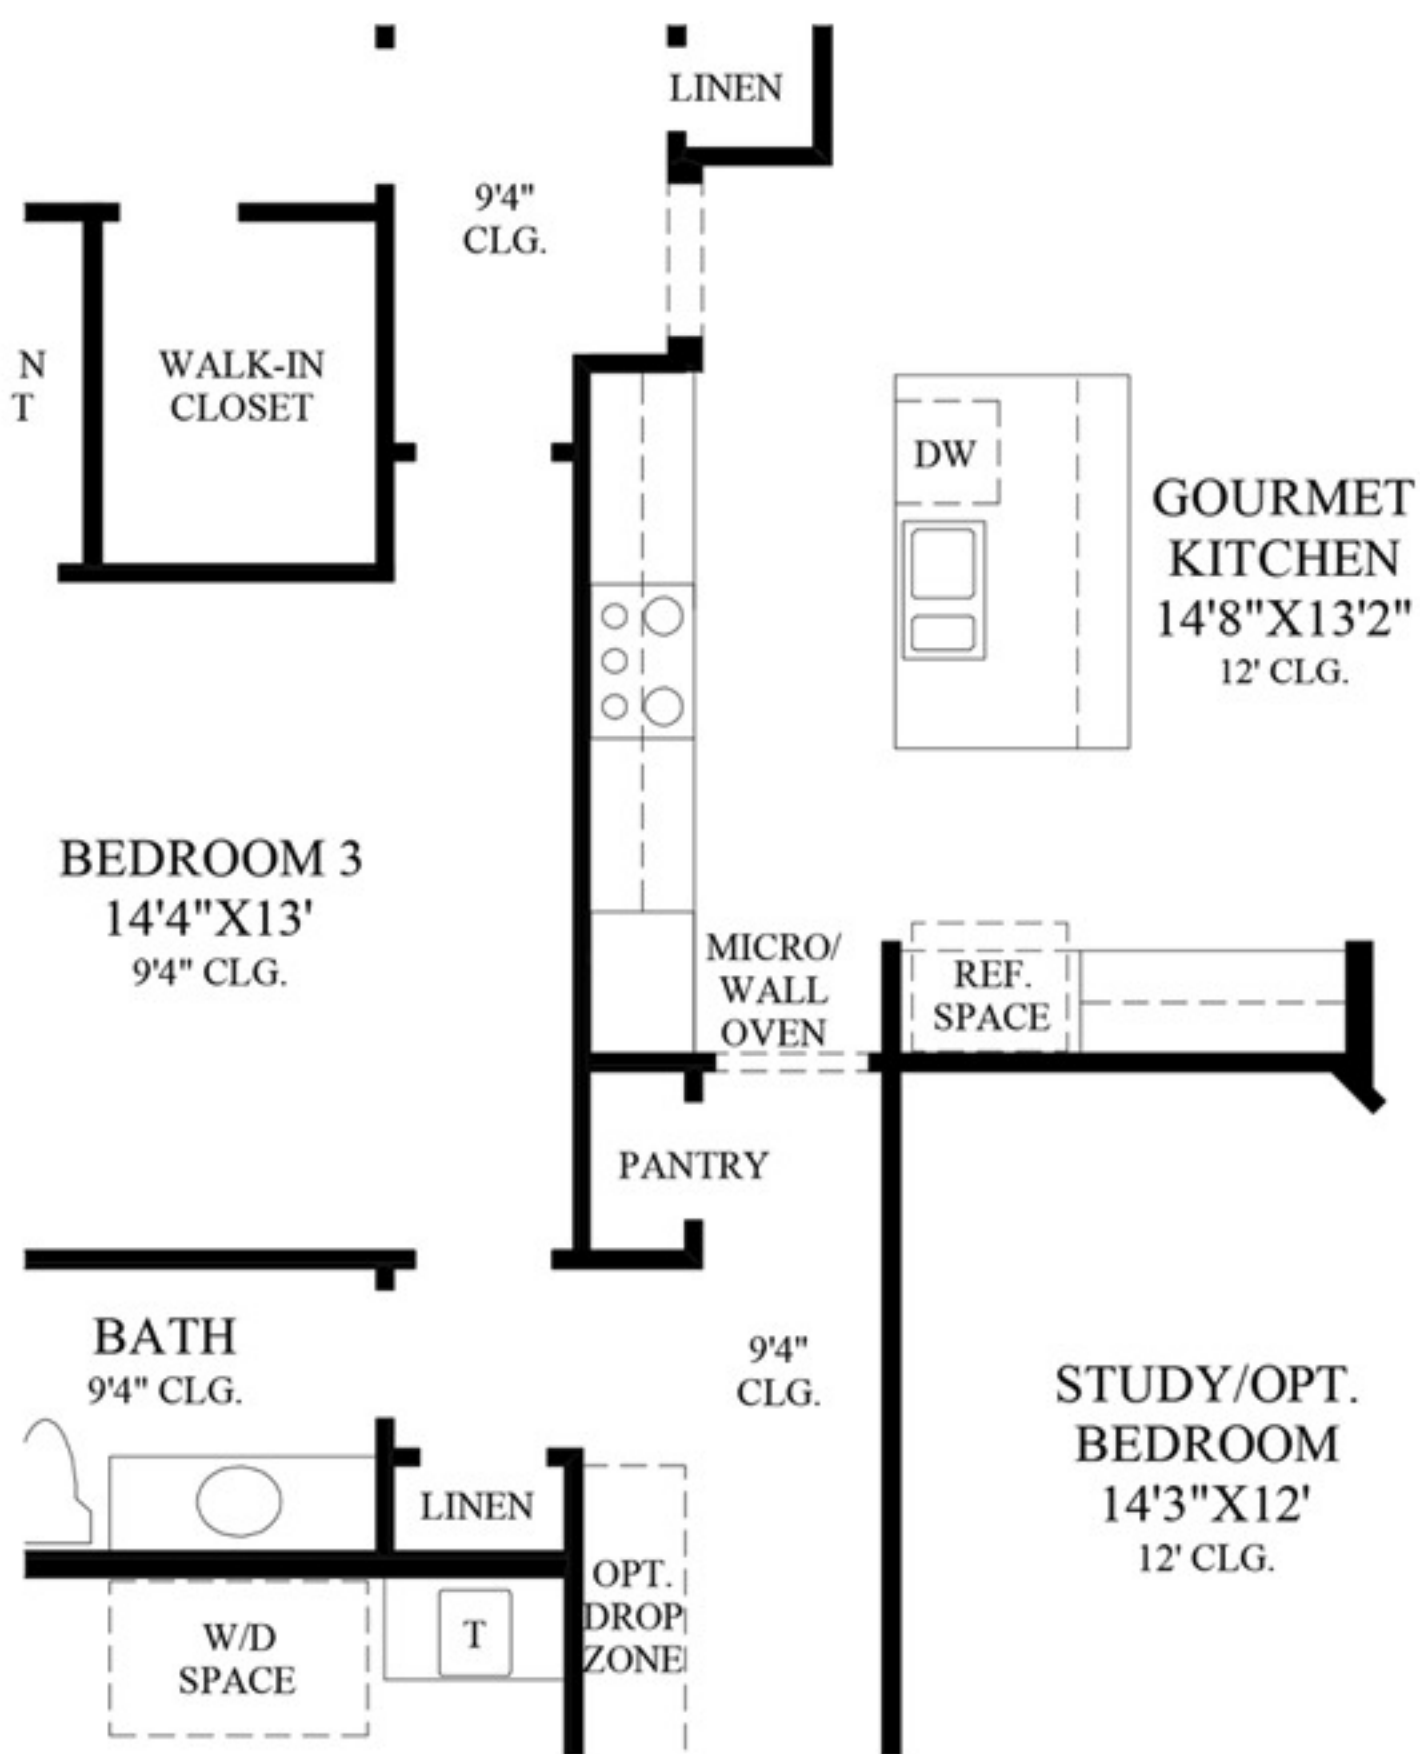 LINEN
9'4"
CLG.
N
T
WALK-IN
CLOSET
DW
GOURMET
KITCHEN
14'8"X13'2"
12' CLG.
BEDROOM 3
14'4"X13'
9'4" CLG.
MICRO/
WALL
OVEN
REF.
SPACE
PANTRY
BATH
9'4" CLG.
9'4"
CLG.
STUDY/OPT.
BEDROOM
14'3"X12'
12' CLG.
LINEN
OPT.
DROP
ZONE
W/D
SPACE
T